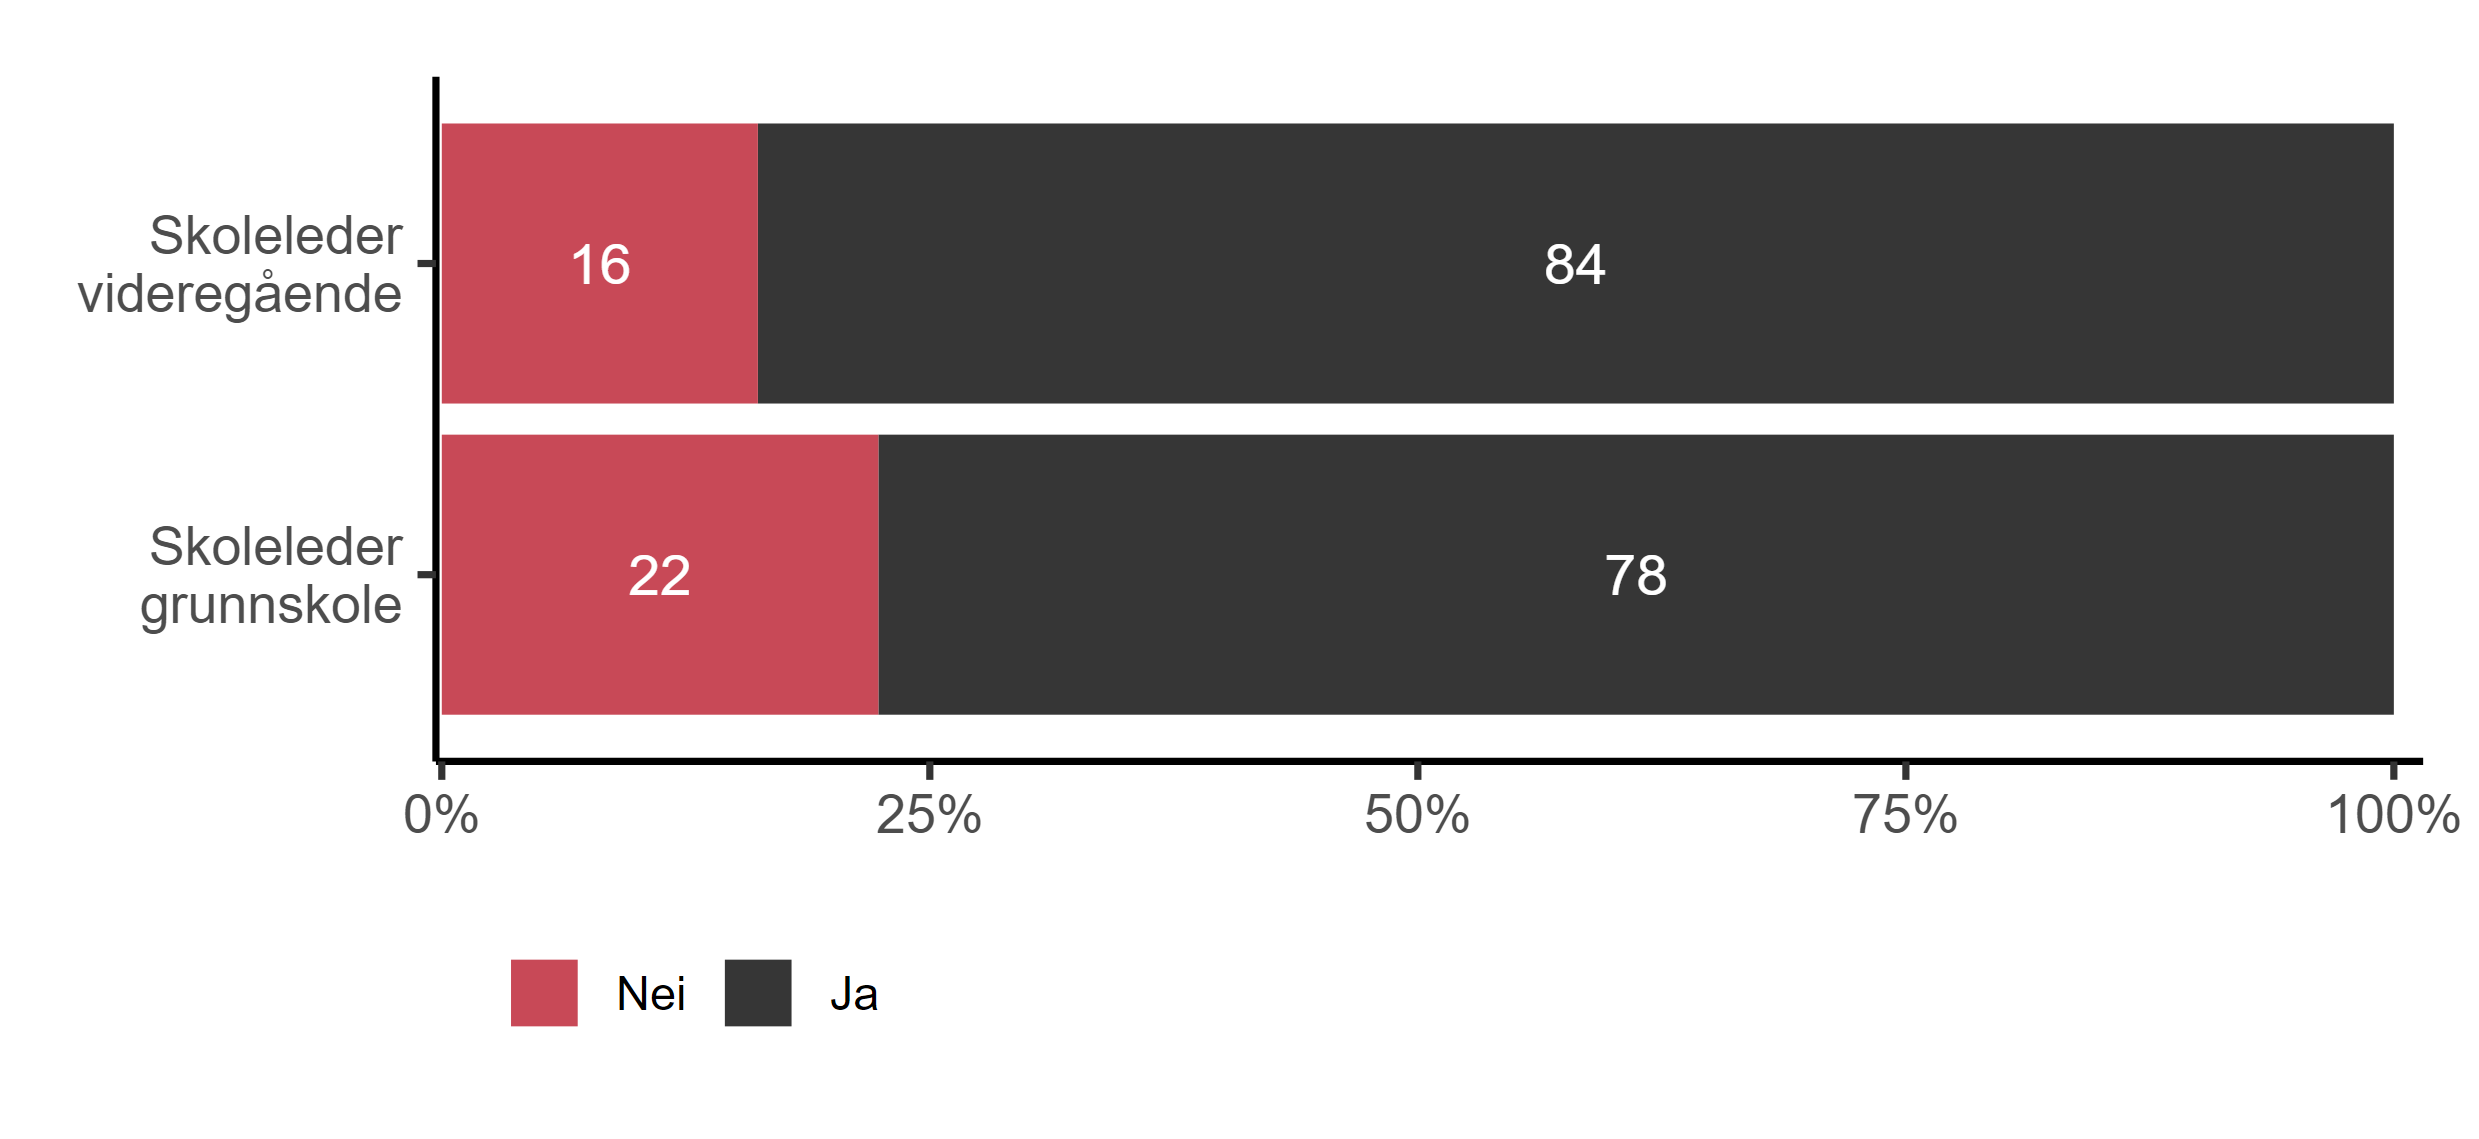 Skoleleder
videregående
16
84
Skoleleder
grunnskole
22
78
0%
25%
50%
75%
100%
Nei
Ja